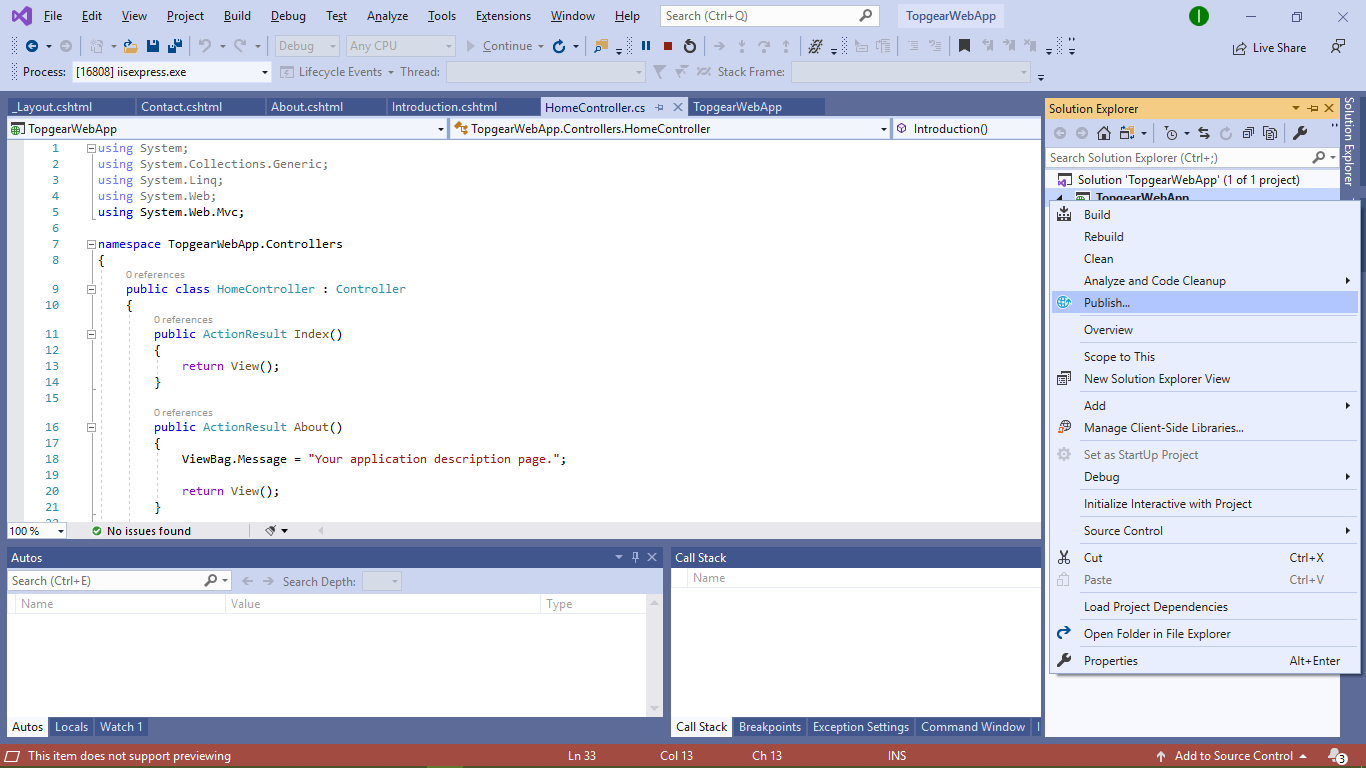 File Edit View Project Build Debug Test Analyze Tools Extensions Window Help Search (Ctrl+Q) TopgearWebApp
Debug Any CPU Continue Live Share
Process: [16808] iisexpress.exe Lifecycle Events Thread: Stack Frame:
_Layout.cshtml Contact.cshtml About.cshtml Introduction.cshtml HomeController.cs TopgearWebApp
TopgearWebApp TopgearWebApp.Controllers.HomeController Introduction()
1 using System;
2 using System.Collections.Generic;
3 using System.Linq;
4 using System.Web;
5 using System.Web.Mvc;
6
7 namespace TopgearWebApp.Controllers
8 {
0 references
9 public class HomeController : Controller
10 {
0 references
11 public ActionResult Index()
12 {
13 return View();
14 }
15
0 references
16 public ActionResult About()
17 {
18 ViewBag.Message = "Your application description page.";
19
20 return View();
21 }
100 % No issues found
Autos
Search (Ctrl+E) Search Depth:
Name Value Type
Autos Locals Watch 1
Call Stack
Name
Call Stack Breakpoints Exception Settings Command Window
Solution Explorer
Search Solution Explorer (Ctrl+;)
Solution 'TopgearWebApp' (1 of 1 project)
TopgearWebApp
Solution Explorer
Build
Rebuild
Clean
Analyze and Code Cleanup
Publish...
Overview
Scope to This
New Solution Explorer View
Add
Manage Client-Side Libraries...
Set as StartUp Project
Debug
Initialize Interactive with Project
Source Control
Cut Ctrl+X
Paste Ctrl+V
Load Project Dependencies
Open Folder in File Explorer
Properties Alt+Enter
This item does not support previewing Ln 33 Col 13 Ch 13 INS Add to Source Control 3